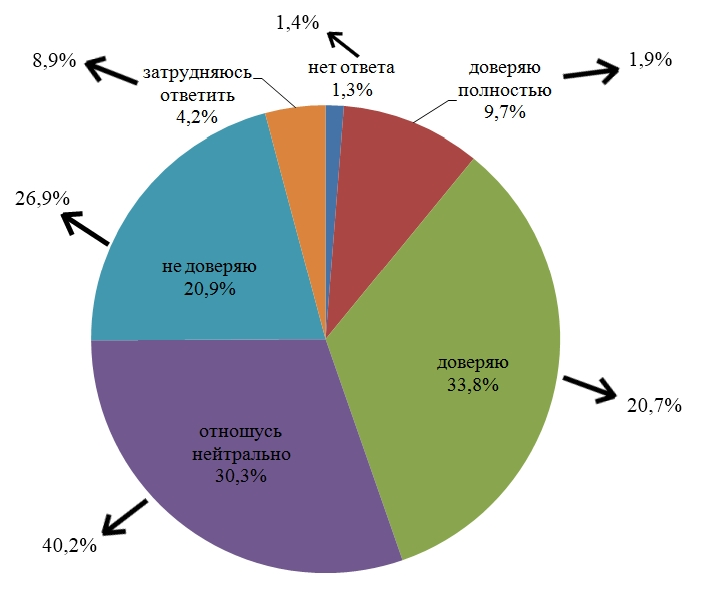 1,4%
8,9%
затрудняюсь
ответить
4,2%
нет ответа
1,3%
доверяю
полностью
9,7%
1,9%
26,9%
не доверяю
20,9%
доверяю
33,8%
20,7%
отношусь
нейтрально
30,3%
40,2%